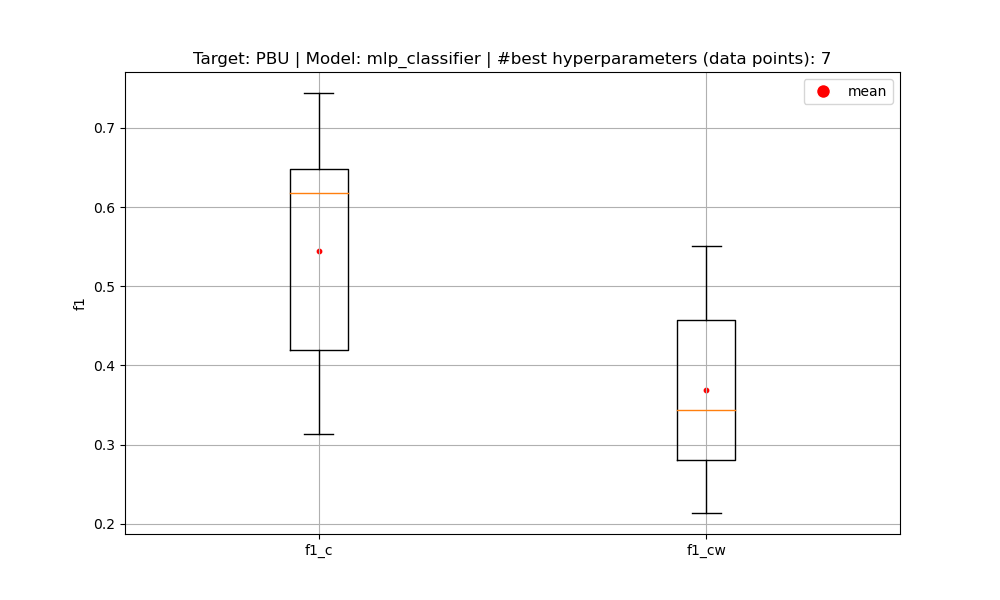 Target: PBU | Model: mlp_classifier | #best hyperparameters (data points): 7
mean
0.7
0.6
0.5
0.4
0.3
0.2
f1
f1_c
f1_cw